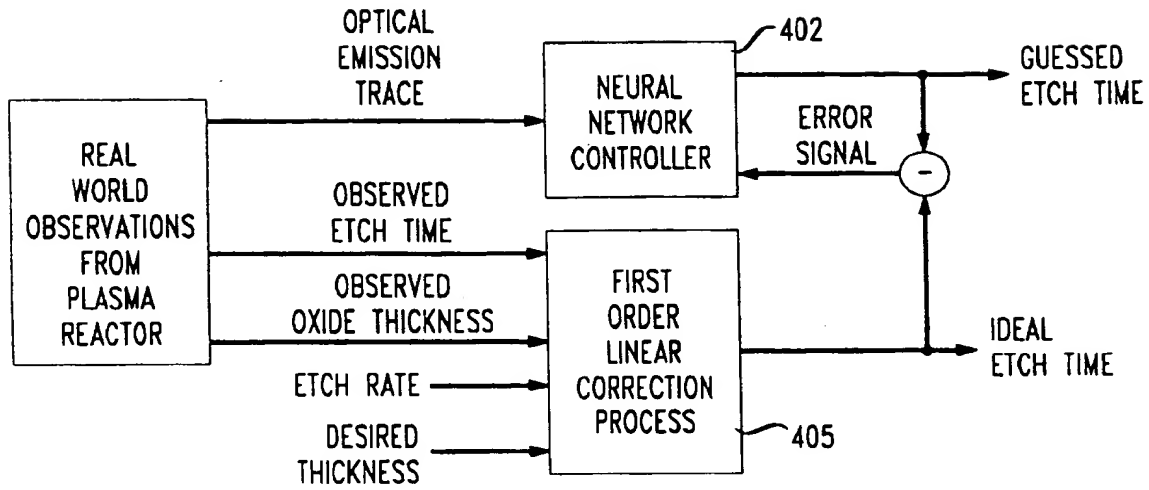 REAL
WORLD
OBSERVATIONS
FROM
PLASMA
REACTOR
OPTICAL
EMISSION
TRACE
OBSERVED
ETCH TIME
OBSERVED
OXIDE THICKNESS
ETCH RATE
DESIRED
THICKNESS
402
NEURAL
NETWORK
CONTROLLER
ERROR
SIGNAL
-
GUESSED
ETCH TIME
FIRST
ORDER
LINEAR
CORRECTION
PROCESS
405
IDEAL
ETCH TIME